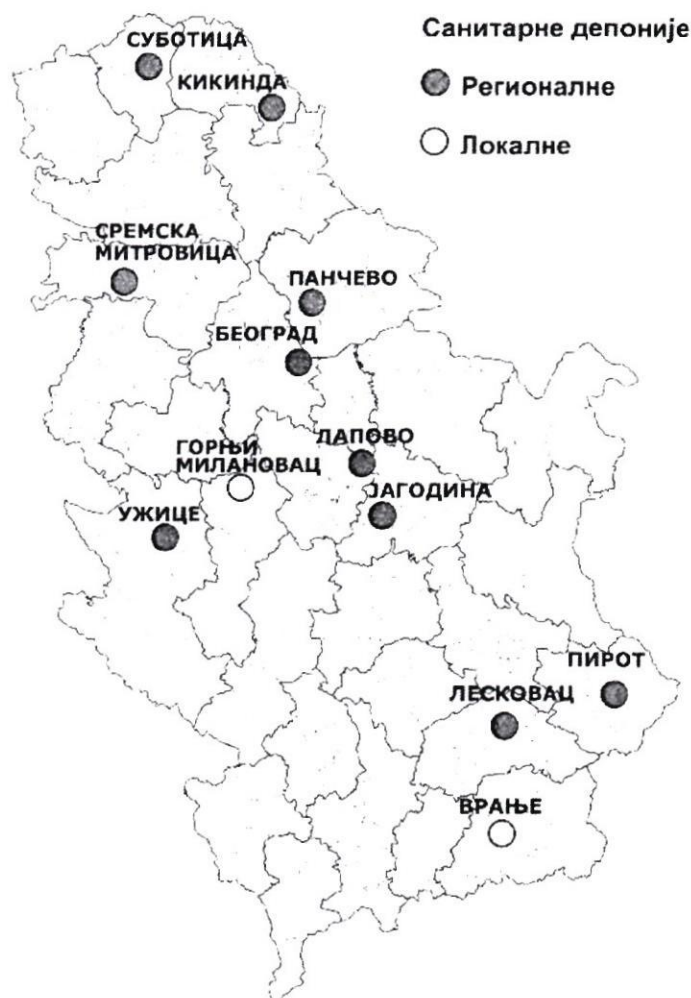 Санитарне депоније
Регионалне
Локалне
СУБОТИЦА
КИКИНДА
СРЕМСКА
МИТРОВИЦА
ПАНЧЕВО
БЕОГРАД
ЛАПОВО
ГОРЊИ
МИЛАНОВАЦ
ЈАГОДИНА
УЖИЦЕ
ПИРОТ
ЛЕСКОВАЦ
ВРАЊЕ